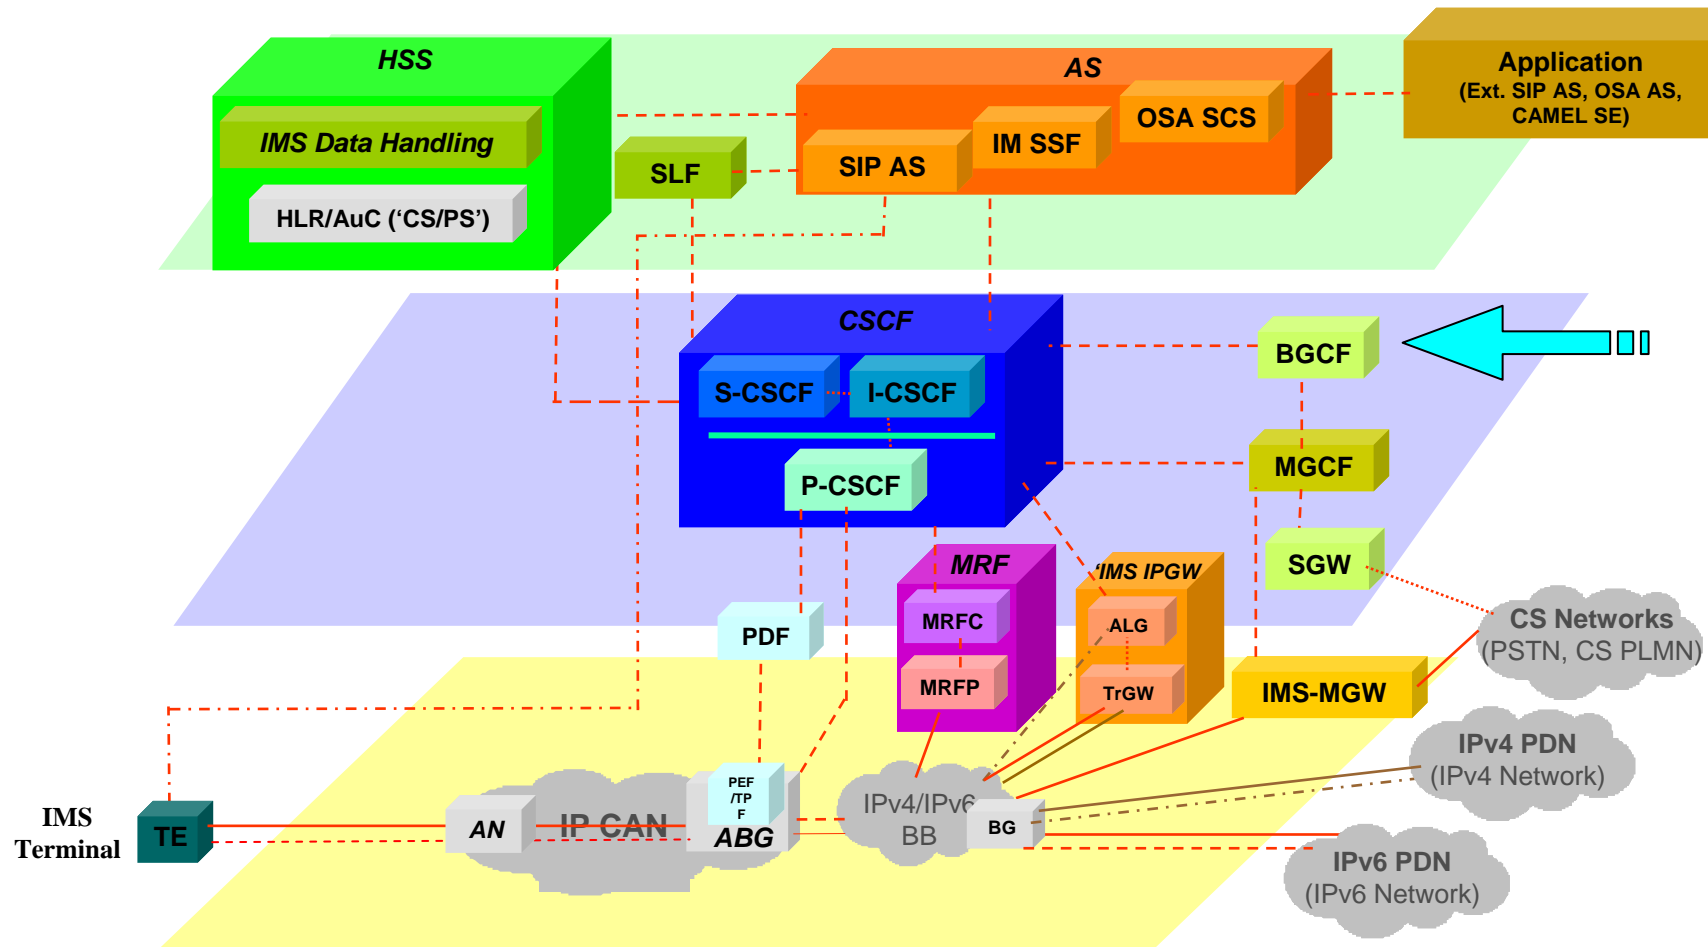 HSS
AS
Application
(Ext. SIP AS, OSA AS,
CAMEL SE)
IMS Data Handling
OSA SCS
IM SSF
SLF
SIP AS
HLR/AuC (‘CS/PS’)
CSCF
BGCF
S-CSCF
I-CSCF
MGCF
P-CSCF
SGW
MRF
‘IMS IPGW
CS Networks
(PSTN, CS PLMN)
PDF
MRFC
ALG
MRFP
TrGW
IMS-MGW
IPv4 PDN
(IPv4 Network)
PEF
/TP
F
IPv4/IPv6
BB
BG
IMS
Terminal
TE
AN
IP CAN
ABG
IPv6 PDN
(IPv6 Network)